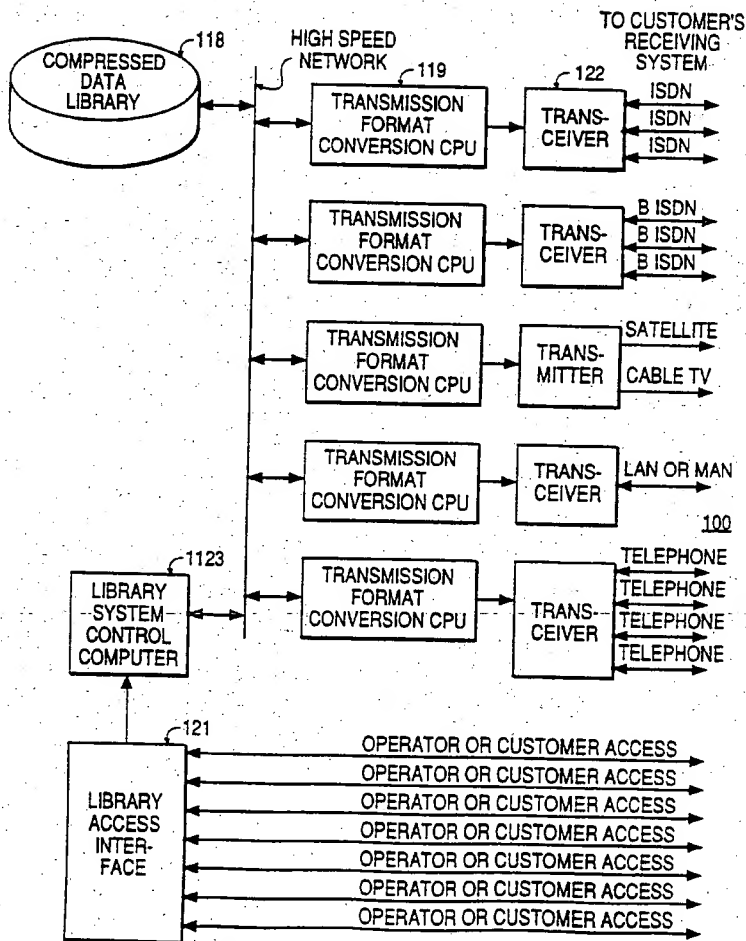 118
COMPRESSED
DATA
LIBRARY
HIGH SPEED
NETWORK
TO CUSTOMER'S
RECEIVING
SYSTEM
119
TRANSMISSION
FORMAT
CONVERSION CPU
122
TRANS-
CEIVER
ISDN
ISDN
ISDN
TRANSMISSION
FORMAT
CONVERSION CPU
TRANS-
CEIVER
B ISDN
B ISDN
B ISDN
TRANSMISSION
FORMAT
CONVERSION CPU
TRANS-
MITTER
SATELLITE
CABLE TV
TRANSMISSION
FORMAT
CONVERSION CPU
TRANS-
CEIVER
LAN OR MAN
100
1123
LIBRARY
SYSTEM
CONTROL
COMPUTER
TRANSMISSION
FORMAT
CONVERSION CPU
TRANS-
CEIVER
TELEPHONE
TELEPHONE
TELEPHONE
TELEPHONE
121
LIBRARY
ACCESS
INTER-
FACE
OPERATOR OR CUSTOMER ACCESS
OPERATOR OR CUSTOMER ACCESS
OPERATOR OR CUSTOMER ACCESS
OPERATOR OR CUSTOMER ACCESS
OPERATOR OR CUSTOMER ACCESS
OPERATOR OR CUSTOMER ACCESS
OPERATOR OR CUSTOMER ACCESS